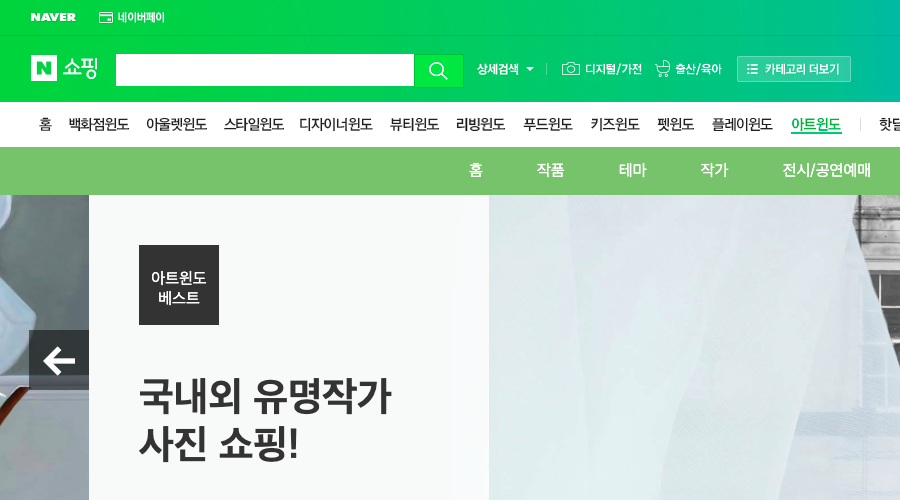 NAVER 네이버페이
N 쇼핑 상세검색 디지털/가전 출산/육아 카테고리 더보기
홈 백화점윈도 아울렛윈도 스타일윈도 디자이너윈도 뷰티윈도 리빙윈도 푸드윈도 키즈윈도 펫윈도 플레이윈도 아트윈도 핫딜
홈 작품 테마 작가 전시/공연예매
아트윈도
베스트
국내외 유명작가
사진 쇼핑!